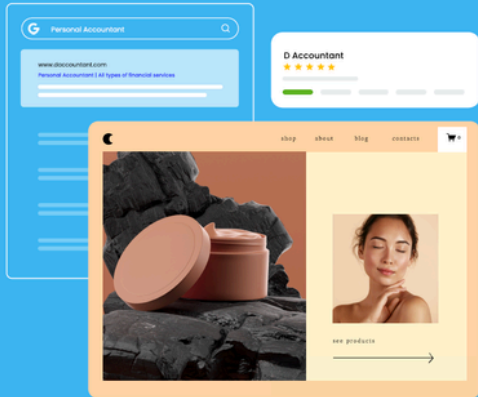 G Personal Accountant
www.daccountant.com
Personal Accountant | All types of financial services
D Accountant
shop about blog contacts 0
see products